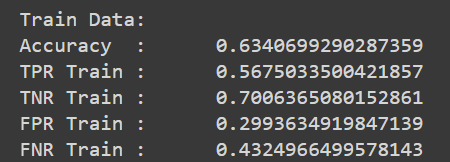 Train Data:
Accuracy  :      0.6340699290287359
TPR Train :      0.5675033500421857
TNR Train :      0.7006365080152861
FPR Train :      0.2993634919847139
FNR Train :      0.4324966499578143